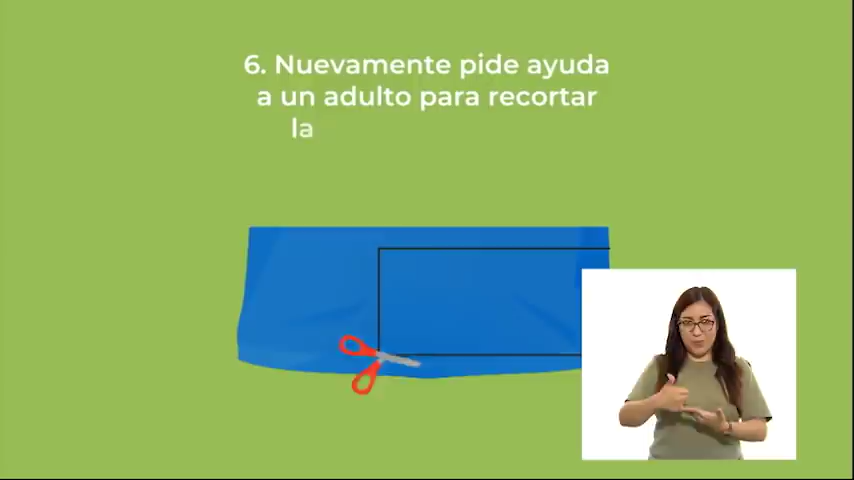 6. Nuevamente pide ayuda
a un adulto para recortar
la